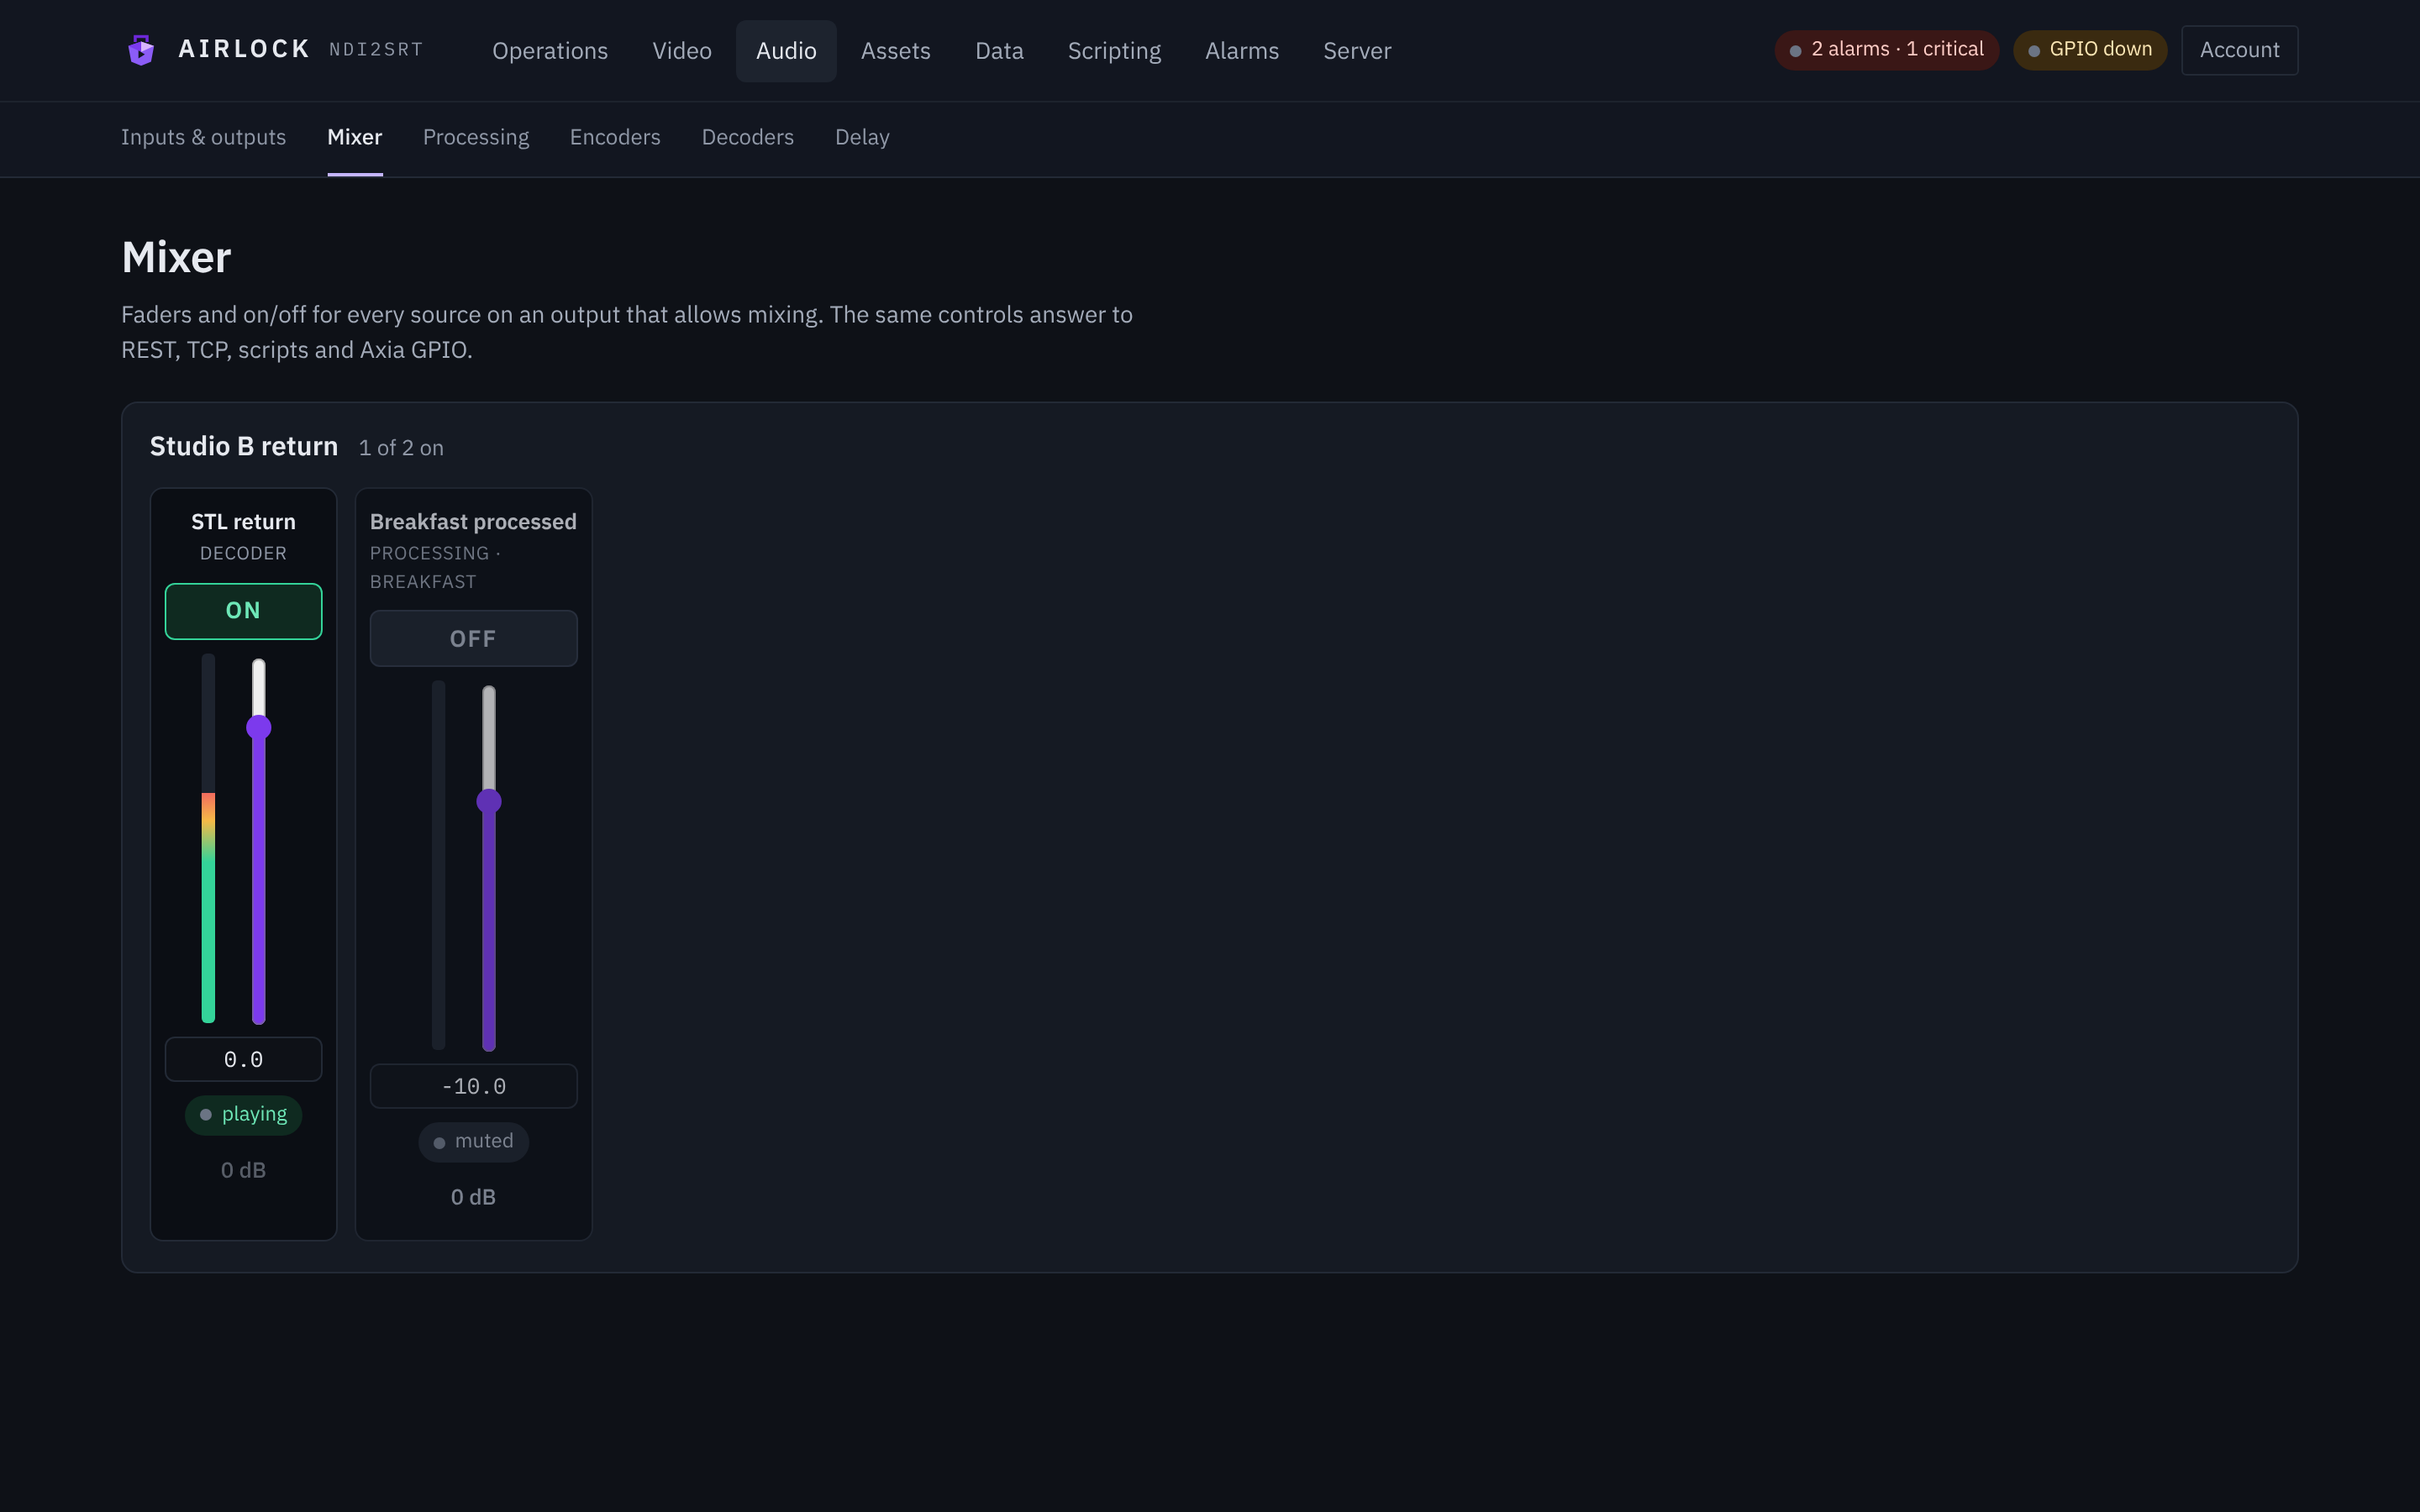 AIRLOCK NDI2SRT Operations Video Audio Assets Data Scripting Alarms Server 2 alarms · 1 critical GPIO down Account
Inputs & outputs Mixer Processing Encoders Decoders Delay
Mixer
Faders and on/off for every source on an output that allows mixing. The same controls answer to
REST, TCP, scripts and Axia GPIO.
Studio B return 1 of 2 on
STL return
DECODER
ON
0.0
playing
0 dB
Breakfast processed
PROCESSING ·
BREAKFAST
OFF
-10.0
muted
0 dB